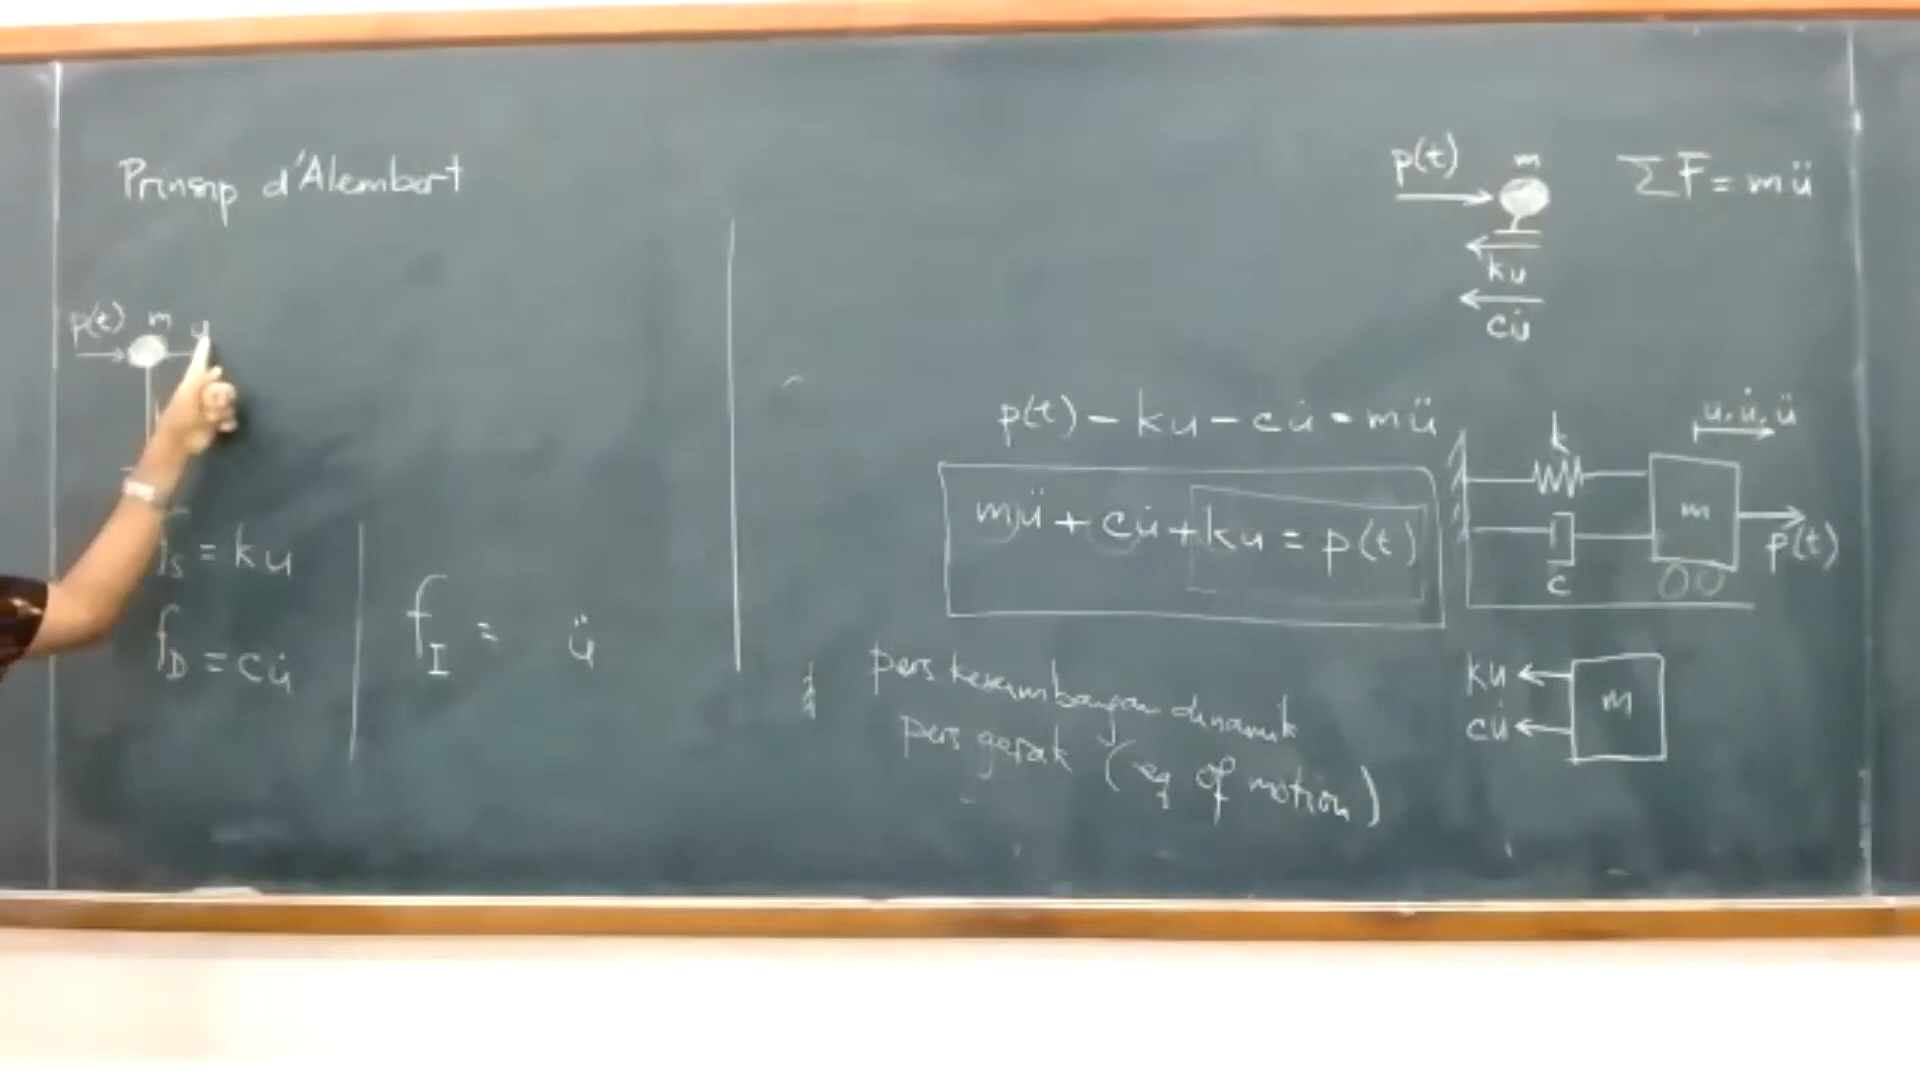 Prinsip d'Alembert
p(t) m u
fs = ku
fD = cu̇
fI = ü
p(t) m ΣF = mü
ku
cu̇
p(t) - ku - cu̇ = mü
mü + cu̇ + ku = p(t)
pers keseimbangan dinamik
pers gerak (eq of motion)
u, u̇, ü
k
m
p(t)
c
ku
cu̇
m